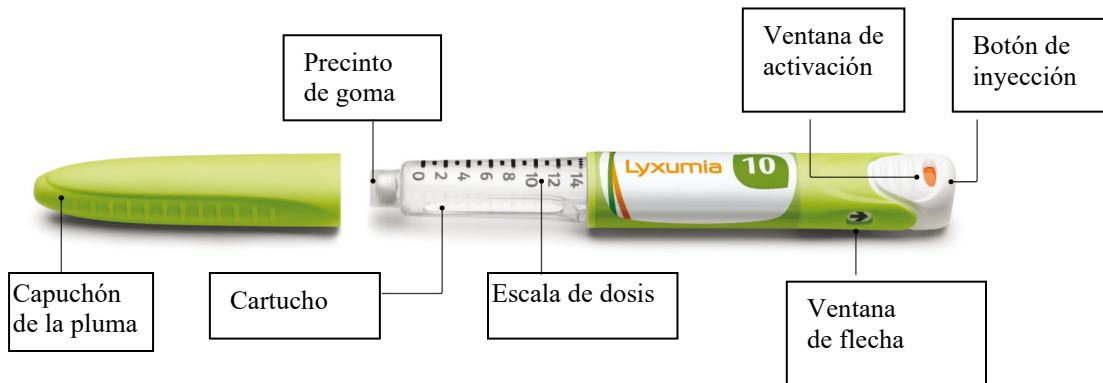 Precinto
de goma
Ventana de
activación
Botón de
inyección
0 2 4 6 8 10 12 14
Lyxumia 10
Capuchón
de la pluma
Cartucho
Escala de dosis
Ventana
de flecha